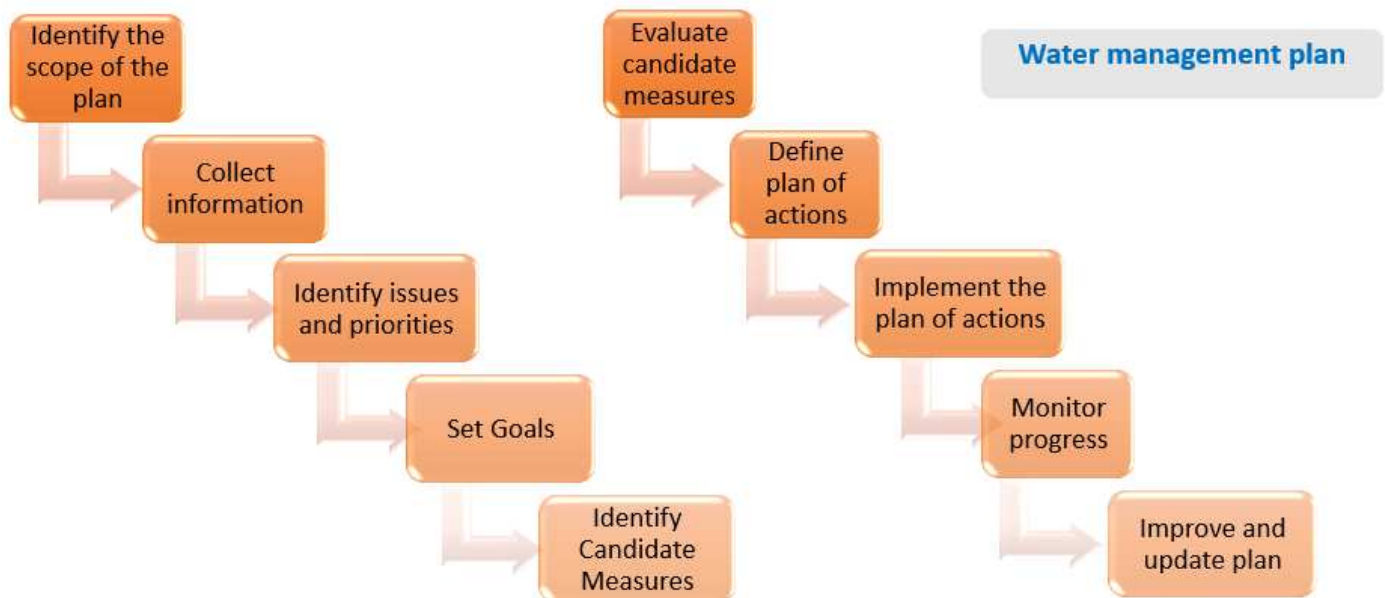 Water management plan
Identify the
scope of the
plan
Collect
information
Identify issues
and priorities
Set Goals
Identify
Candidate
Measures
Evaluate
candidate
measures
Define
plan of
actions
Implement the
plan of actions
Monitor
progress
Improve and
update plan